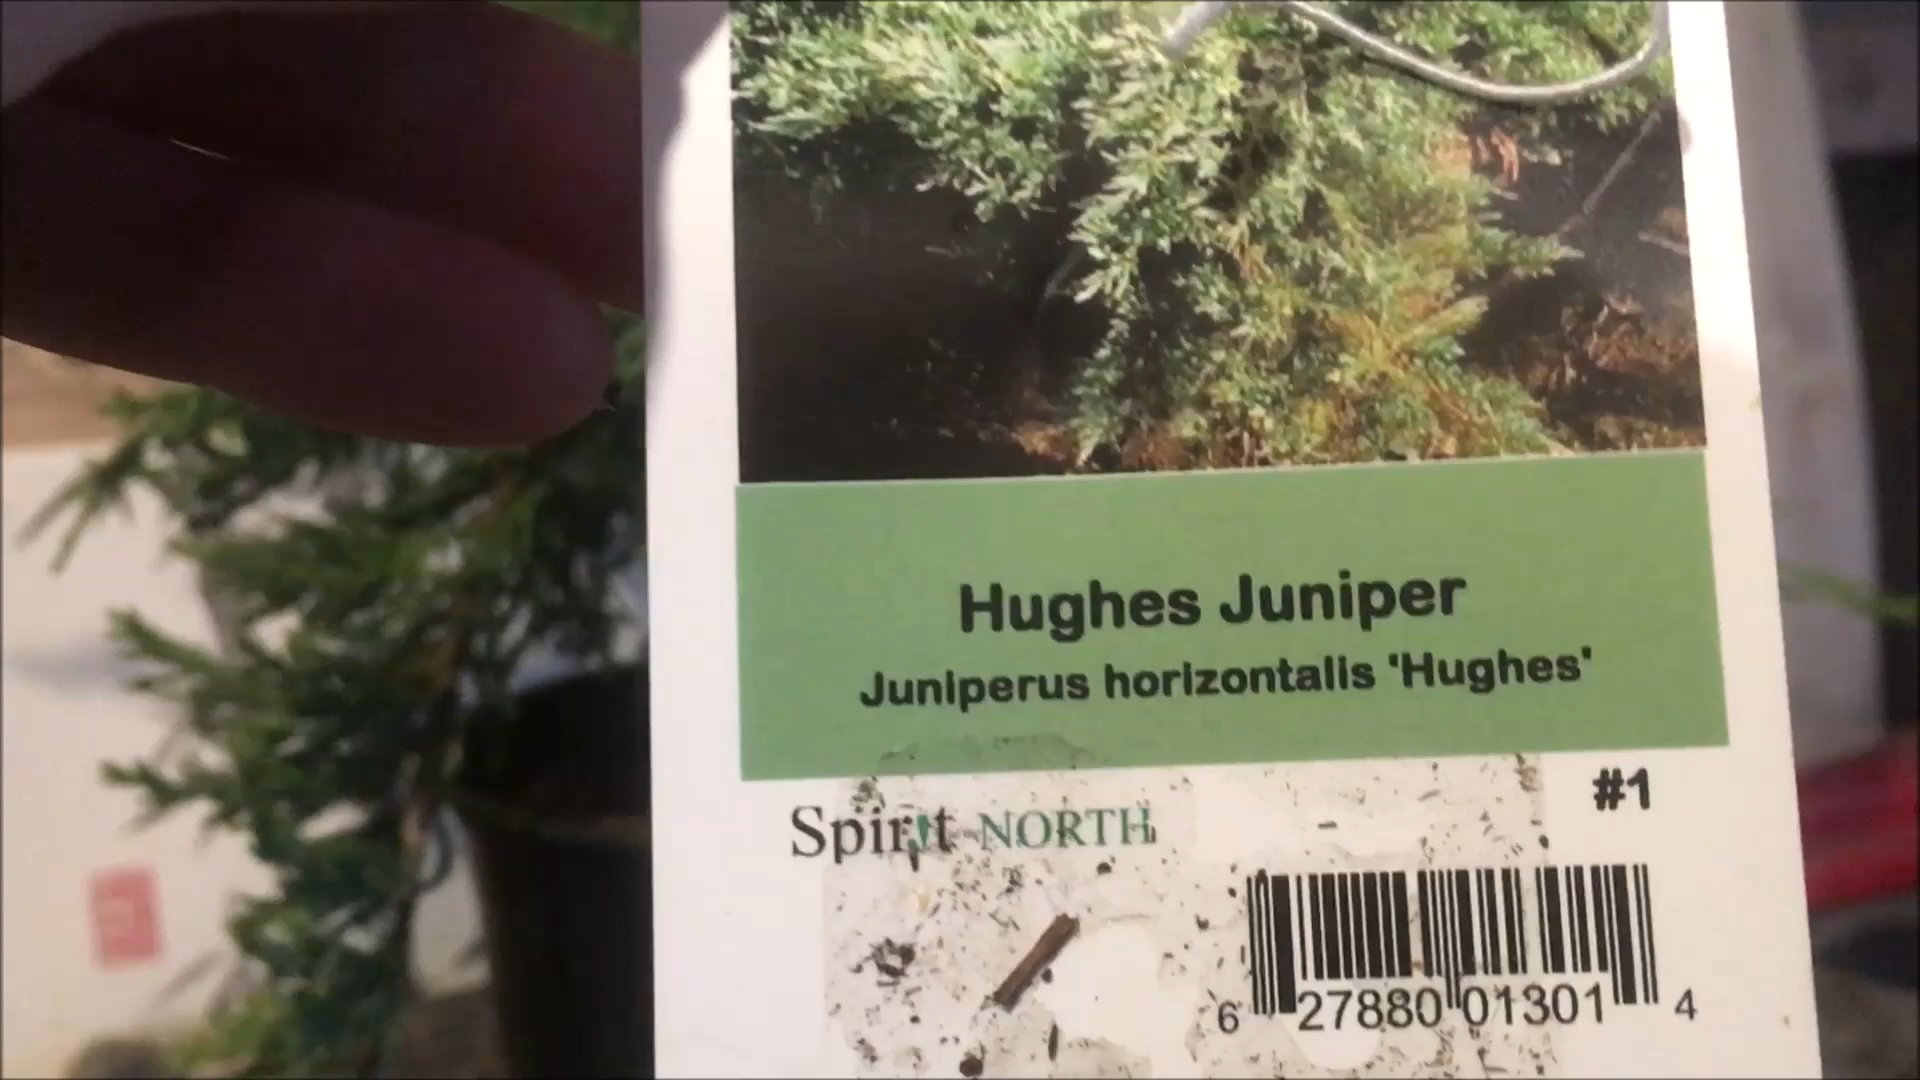 Hughes Juniper
Juniperus horizontalis 'Hughes'
#1
Spirit NORTH
6 27880 01301 4